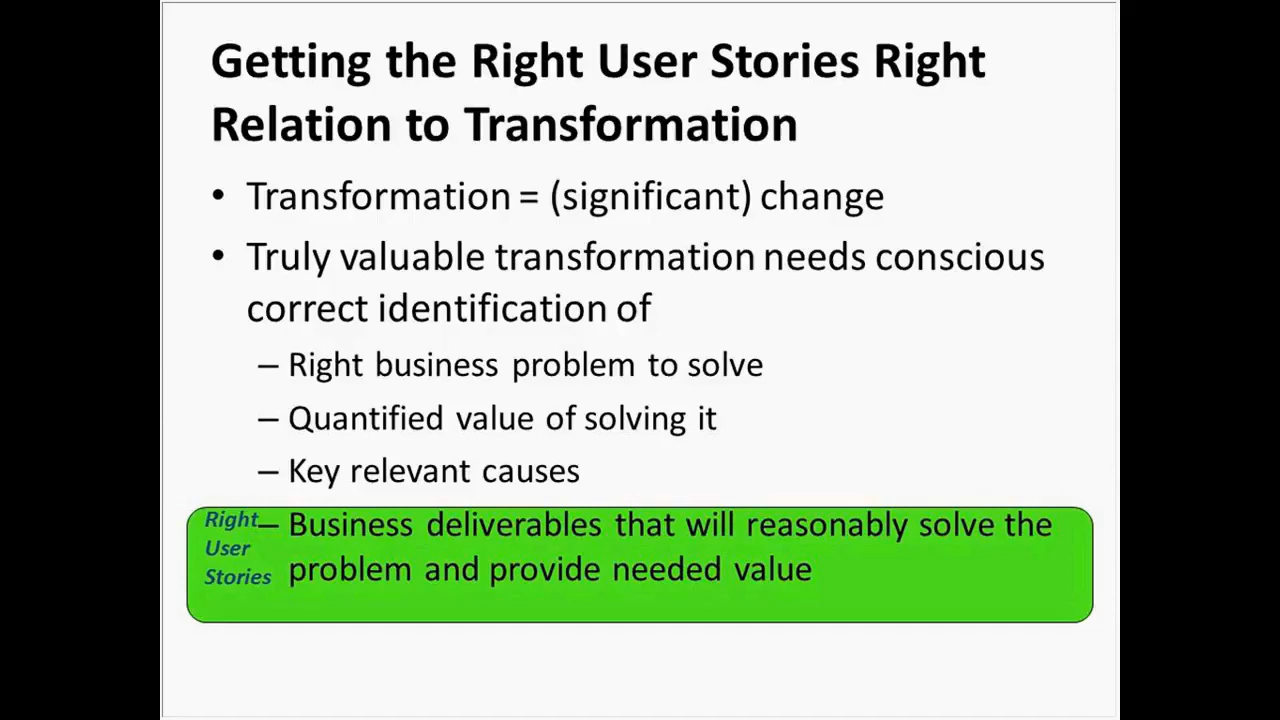 Getting the Right User Stories Right
Relation to Transformation
• Transformation = (significant) change
• Truly valuable transformation needs conscious
correct identification of
– Right business problem to solve
– Quantified value of solving it
– Key relevant causes
Right
User
Stories
– Business deliverables that will reasonably solve the
problem and provide needed value